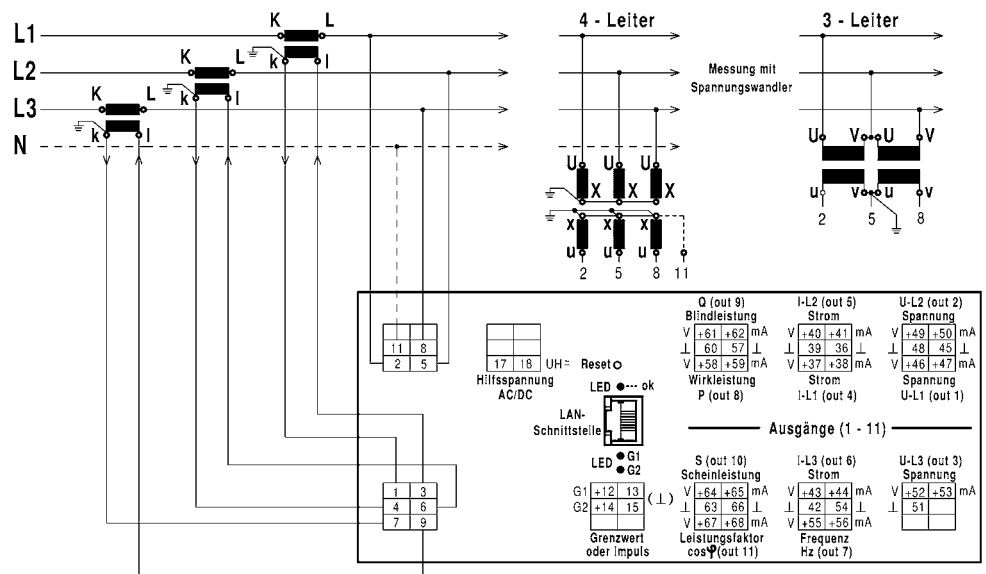 4 - Leiter
3 - Leiter
L1
K
L
k
l
L2
K
L
k
l
Messung mit
Spannungswandler
L3
K
L
k
l
N
U
V
U
V
u
v
u
v
2
5
8
U
U
U
X
X
X
x
x
x
u
u
u
2
5
8
11
11 8
2 5
17 18
UH≃
Hilfsspannung
AC/DC
Reset
LED --- ok
LAN-
Schnittstelle
LED
G1
G2
Q (out 9)
Blindleistung
V +61 +62 mA
⊥ 60 57 ⊥
V +58 +59 mA
Wirkleistung
P (out 8)
I-L2 (out 5)
Strom
V +40 +41 mA
⊥ 39 36 ⊥
V +37 +38 mA
Strom
I-L1 (out 4)
U-L2 (out 2)
Spannung
V +49 +50 mA
⊥ 48 45 ⊥
V +46 +47 mA
Spannung
U-L1 (out 1)
Ausgänge (1 - 11)
1 3
4 6
7 9
G1 +12 13 (⊥)
G2 +14 15
Grenzwert
oder Impuls
S (out 10)
Scheinleistung
V +64 +65 mA
⊥ 63 66 ⊥
V +67 +68 mA
Leistungsfaktor
cosφ (out 11)
I-L3 (out 6)
Strom
V +43 +44 mA
⊥ 42 54 ⊥
V +55 +56 mA
Frequenz
Hz (out 7)
U-L3 (out 3)
Spannung
V +52 +53 mA
⊥ 51